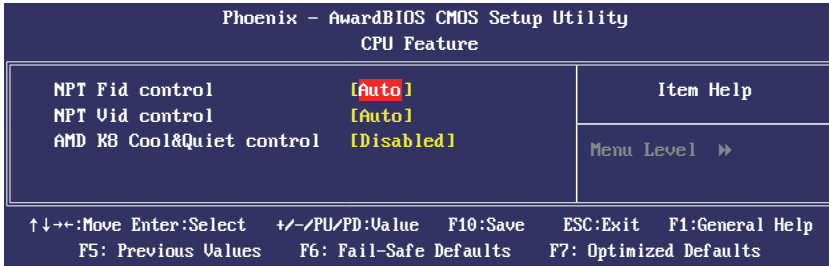 Phoenix - AwardBIOS CMOS Setup Utility
CPU Feature
NPT Fid control [Auto]
NPT Vid control [Auto]
AMD K8 Cool&Quiet control [Disabled]
Item Help
Menu Level ►►
↑↓→←:Move Enter:Select +/-/PU/PD:Value F10:Save ESC:Exit F1:General Help
F5: Previous Values F6: Fail-Safe Defaults F7: Optimized Defaults